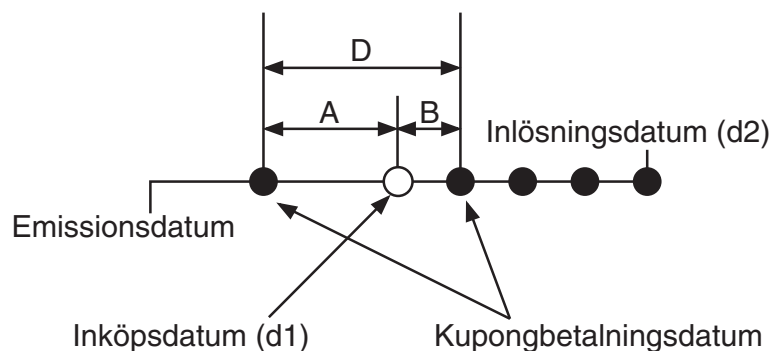 D
A
B
Inlösningsdatum (d2)
Emissionsdatum
Inköpsdatum (d1)
Kupongbetalningsdatum